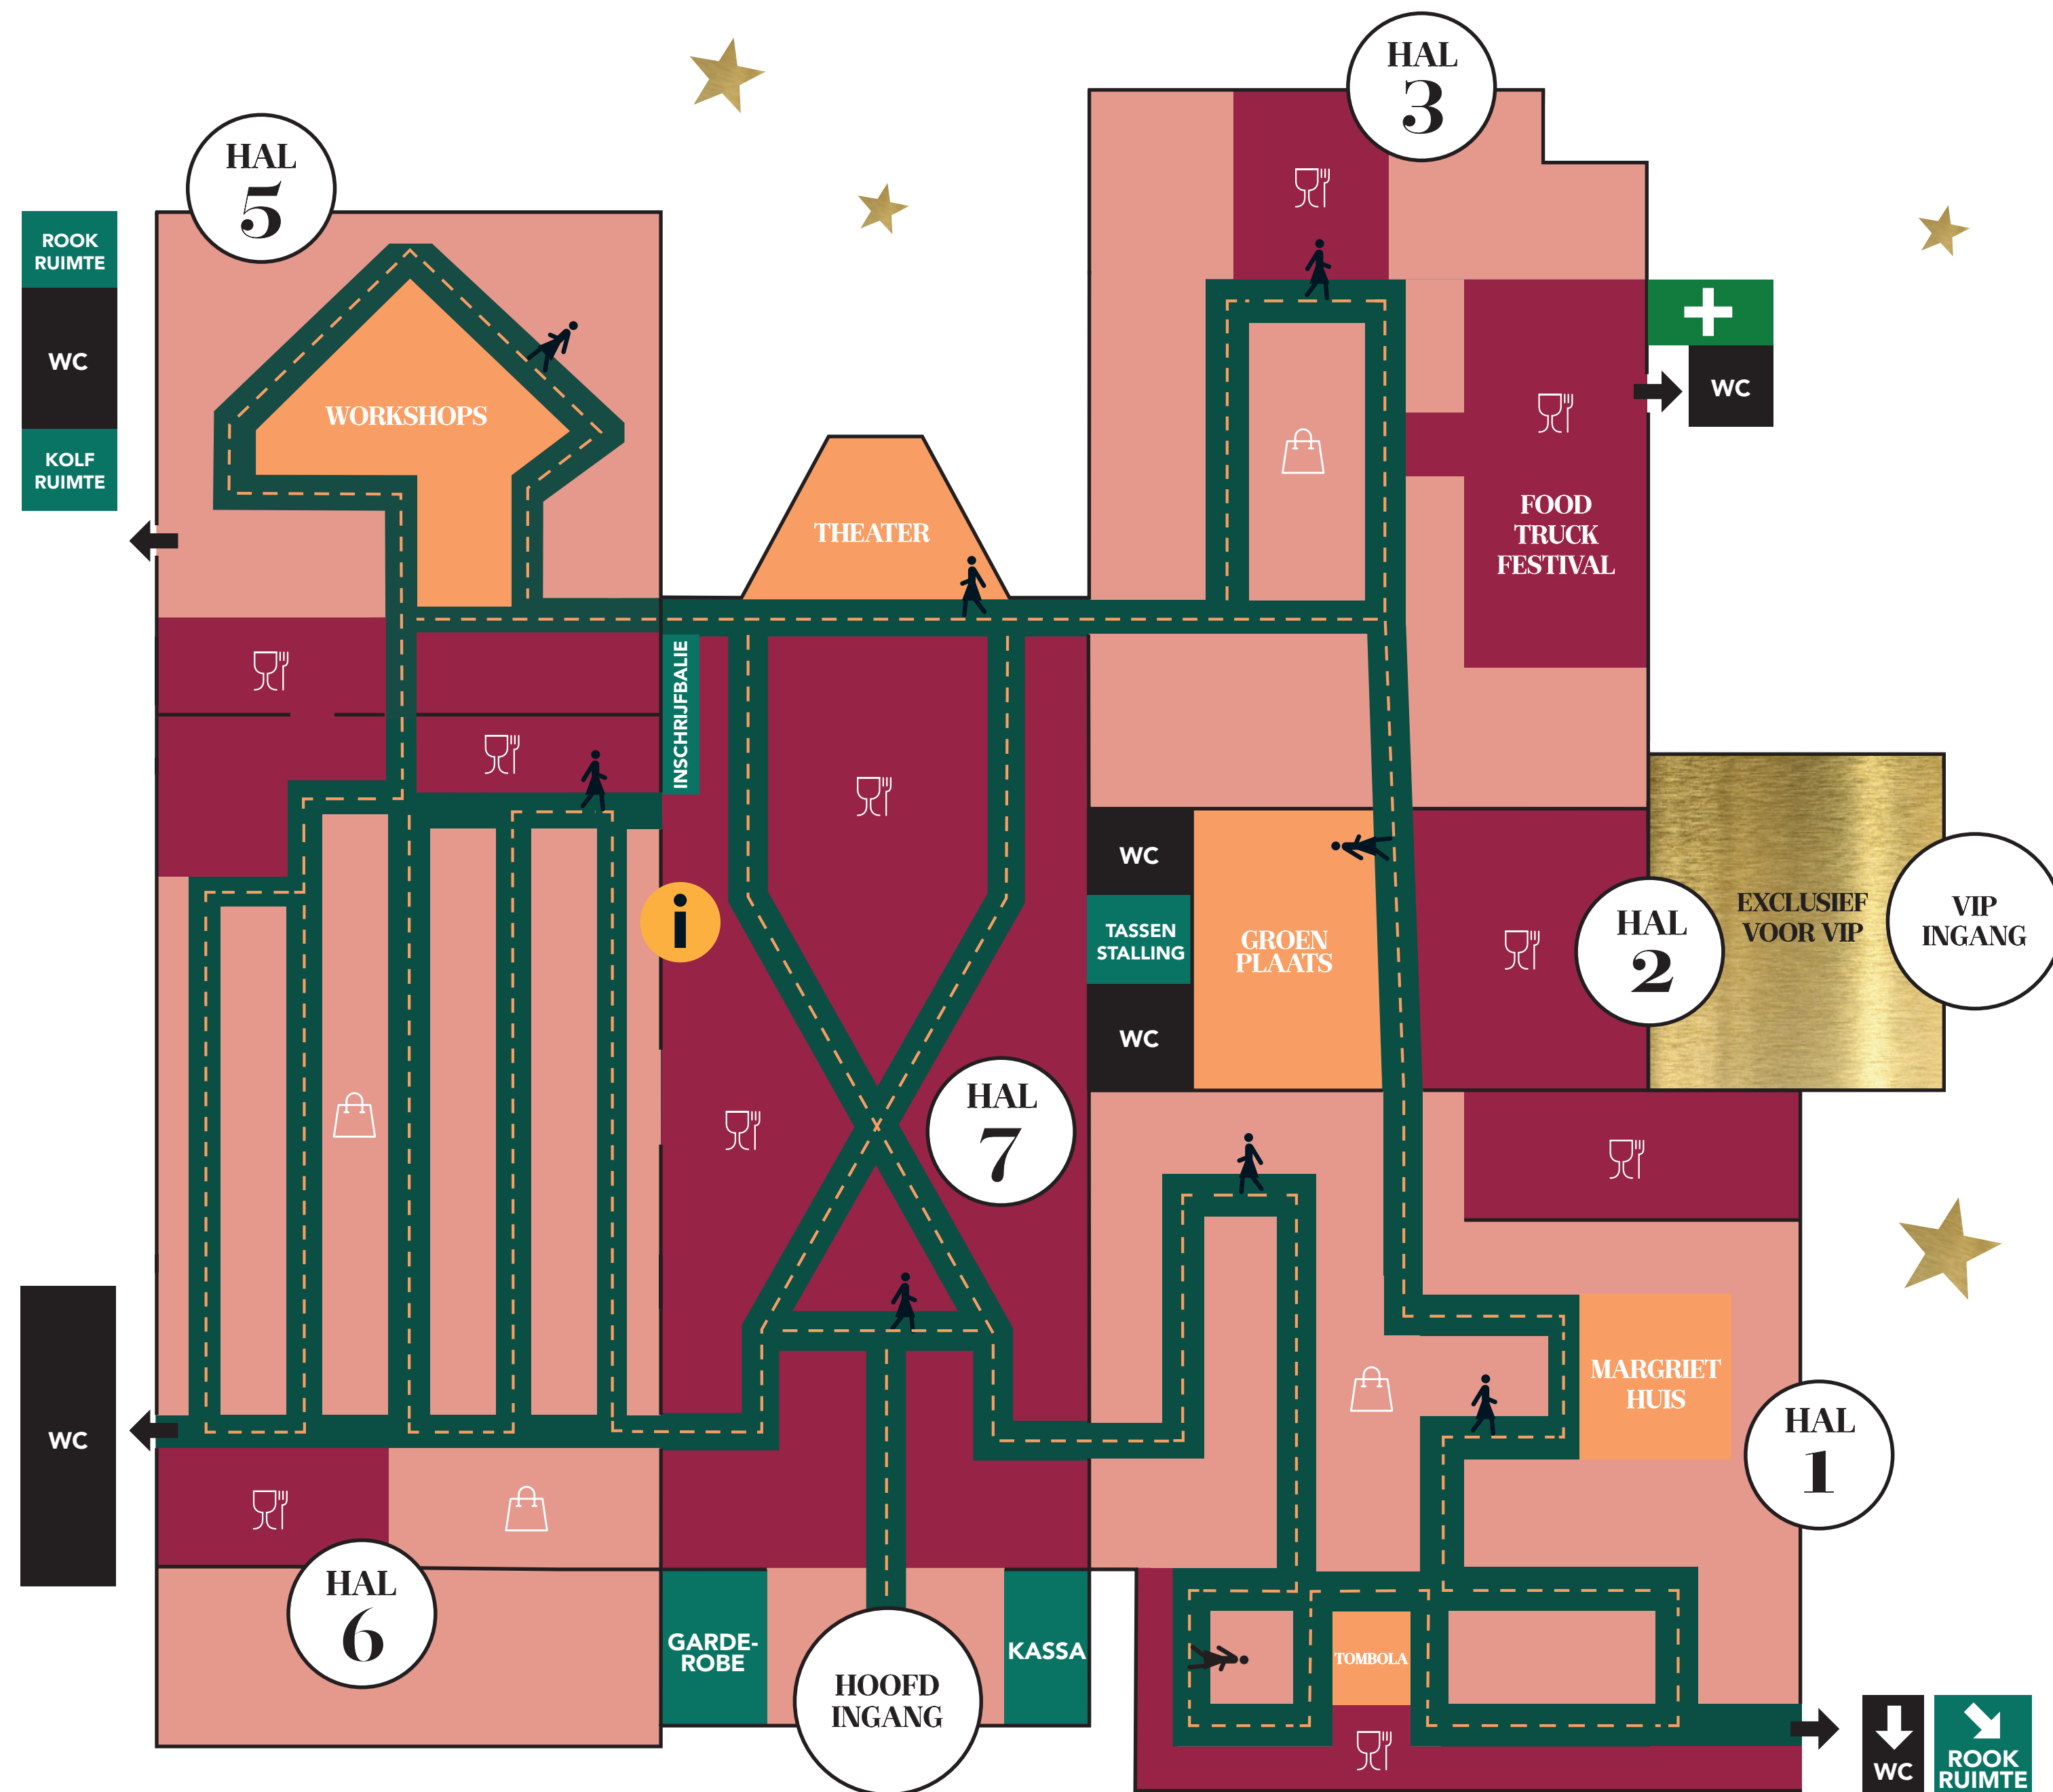 HAL
3
HAL
5
ROOK
RUIMTE
WC
KOLF
RUIMTE
WORKSHOPS
THEATER
WC
FOOD
TRUCK
FESTIVAL
INSCHRIJFBALIE
WC
TASSEN
STALLING
WC
GROEN
PLAATS
HAL
2
EXCLUSIEF
VOOR VIP
VIP
INGANG
i
HAL
7
MARGRIET
HUIS
HAL
1
WC
HAL
6
GARDE-
ROBE
HOOFD
INGANG
KASSA
TOMBOLA
WC
ROOK
RUIMTE